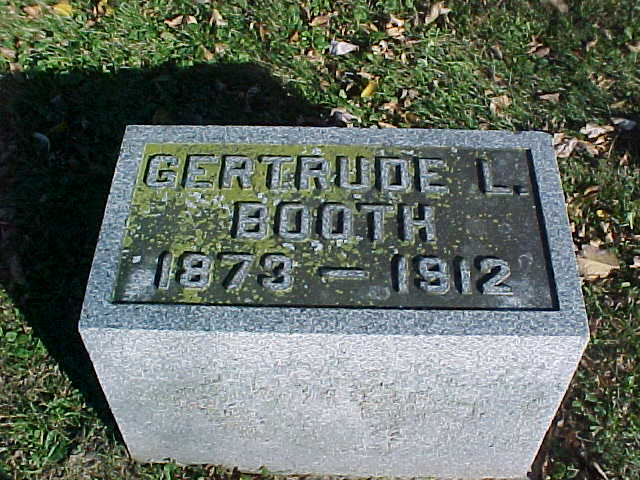 GERTRUDE L.
BOOTH
1873 – 1912